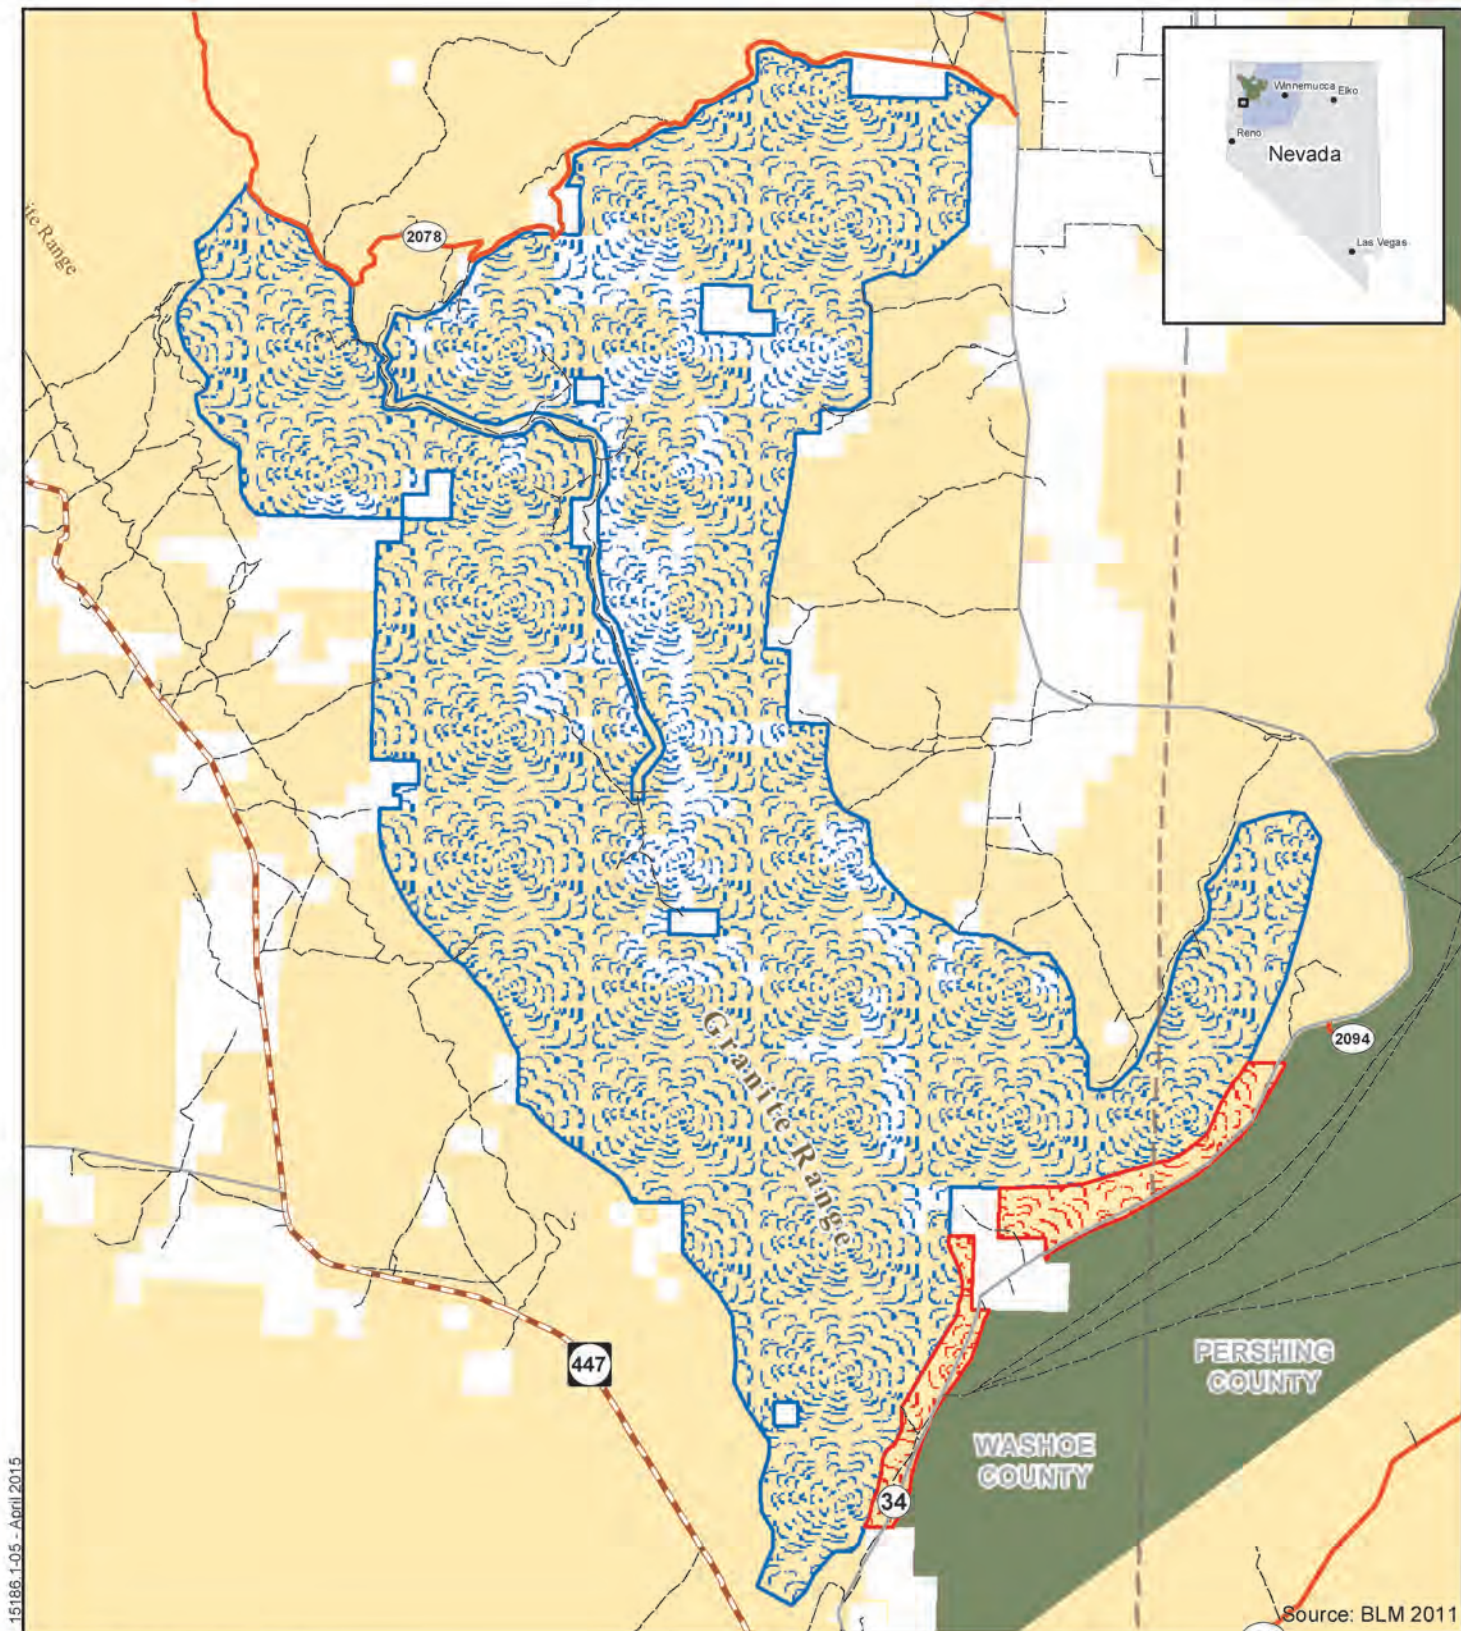 Winnemucca
Elko
Reno
Nevada
Las Vegas
ite Range
2078
2094
Granite Range
PERSHING
COUNTY
447
WASHOE
COUNTY
34
15186.1-05 - April 2015
Source: BLM 2011